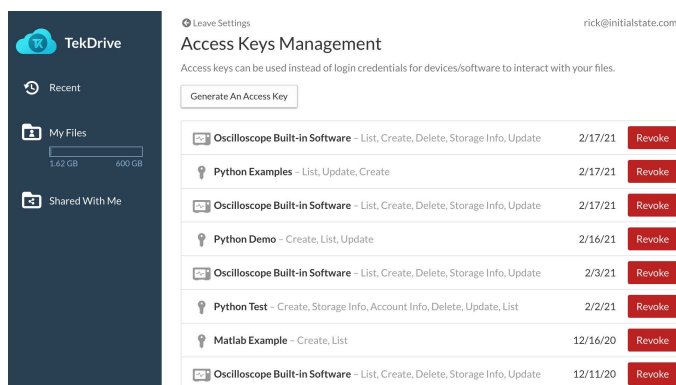 TekDrive
Recent
My Files
1.62 GB 600 GB
Shared With Me
Leave Settings
rick@initialstate.com
Access Keys Management
Access keys can be used instead of login credentials for devices/software to interact with your files.
Generate An Access Key
Oscilloscope Built-in Software – List, Create, Delete, Storage Info, Update 2/17/21 Revoke
Python Examples – List, Update, Create 2/17/21 Revoke
Oscilloscope Built-in Software – List, Create, Delete, Storage Info, Update 2/17/21 Revoke
Python Demo – Create, List, Update 2/16/21 Revoke
Oscilloscope Built-in Software – List, Create, Delete, Storage Info, Update 2/3/21 Revoke
Python Test – Create, Storage Info, Account Info, Delete, Update, List 2/2/21 Revoke
Matlab Example – Create, List 12/16/20 Revoke
Oscilloscope Built-in Software – List, Create, Delete, Storage Info, Update 12/11/20 Revoke